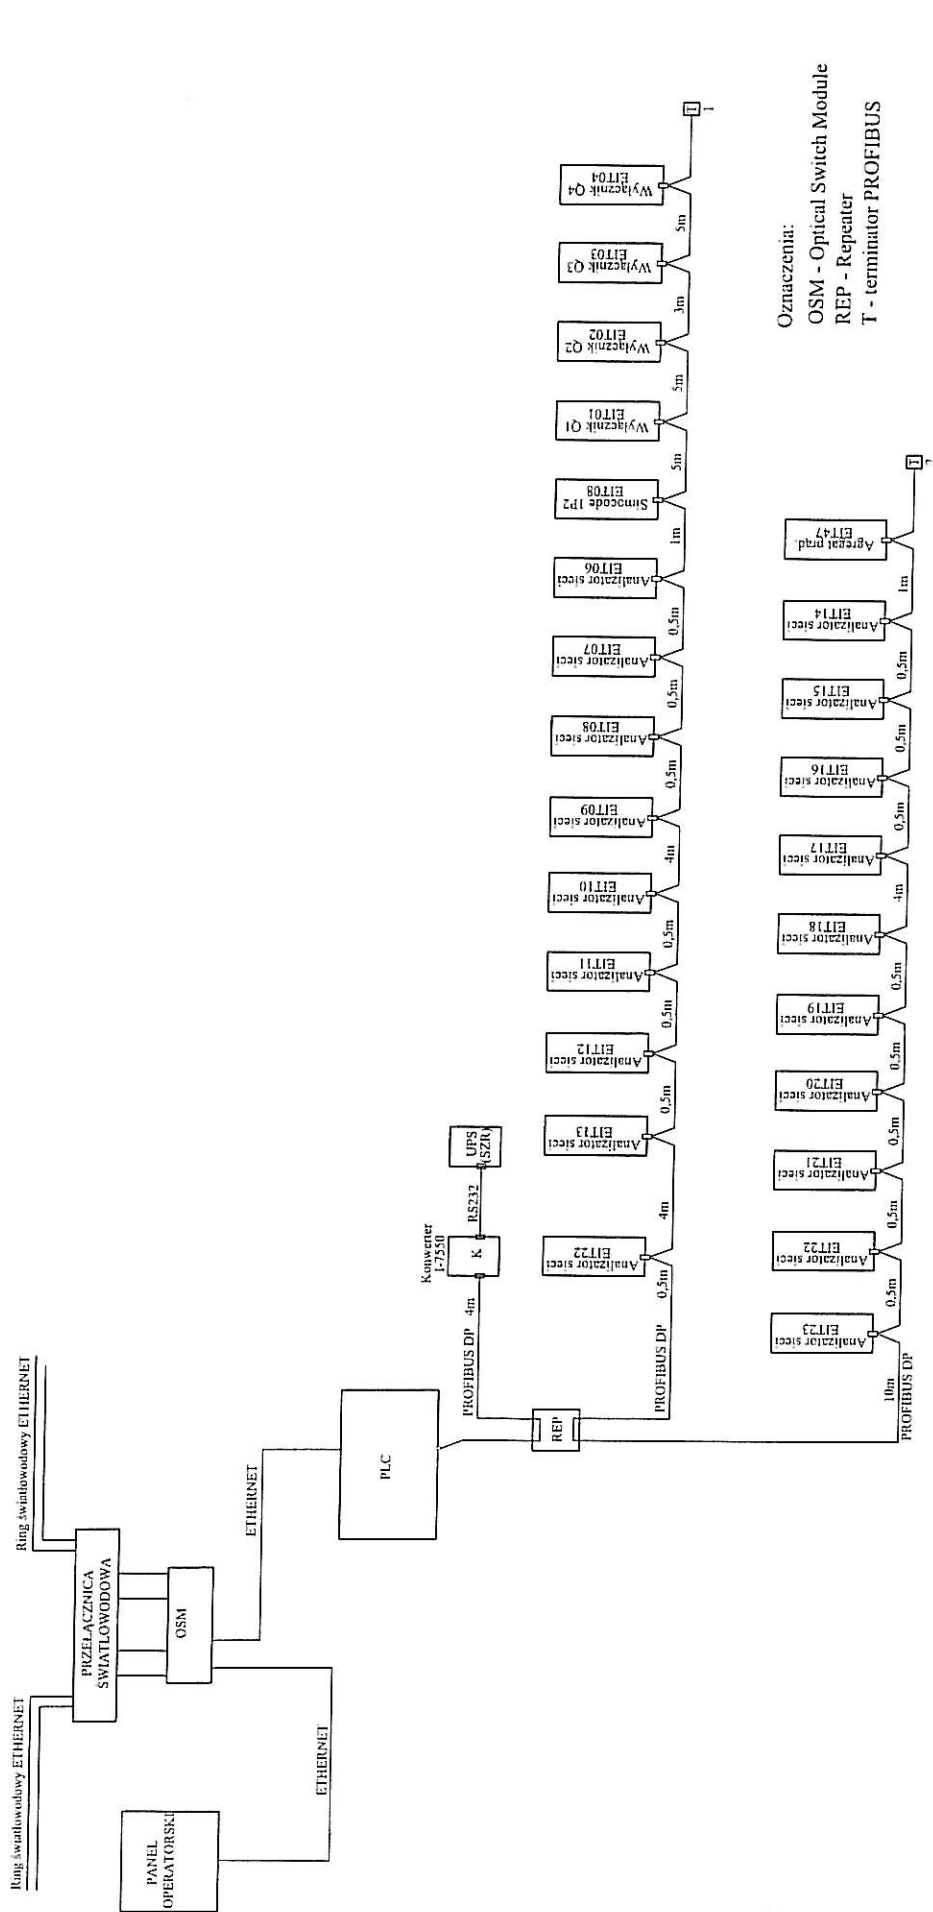 Ring światłowodowy ETHERNET
Ring światłowodowy ETHERNET
PRZEŁĄCZNICA
ŚWIATŁOWODOWA
OSM
PANEL
OPERATORSKI
ETHERNET
ETHERNET
PLC
REP
PROFIBUS DP
4m
Konwerter
I-7550
K
RS232
UPS
(SZR)
PROFIBUS DP
0,5m
Analizator sieci
EIT22
4m
Analizator sieci
EIT13
0,5m
Analizator sieci
EIT12
0,5m
Analizator sieci
EIT11
0,5m
Analizator sieci
EIT10
4m
Analizator sieci
EIT09
0,5m
Analizator sieci
EIT08
0,5m
Analizator sieci
EIT07
0,5m
Analizator sieci
EIT06
1m
Simocode 1P2
EIT08
5m
Wyłącznik Q1
EIT01
5m
Wyłącznik Q2
EIT02
3m
Wyłącznik Q3
EIT03
5m
Wyłącznik Q4
EIT04
T
1
10m
PROFIBUS DP
Analizator sieci
EIT23
0,5m
Analizator sieci
EIT22
0,5m
Analizator sieci
EIT21
0,5m
Analizator sieci
EIT20
0,5m
Analizator sieci
EIT19
0,5m
Analizator sieci
EIT18
4m
Analizator sieci
EIT17
0,5m
Analizator sieci
EIT16
0,5m
Analizator sieci
EIT15
0,5m
Analizator sieci
EIT14
1m
Agregat prąd.
EIT47
T
Oznaczenia:
OSM - Optical Switch Module
REP - Repeater
T - terminator PROFIBUS